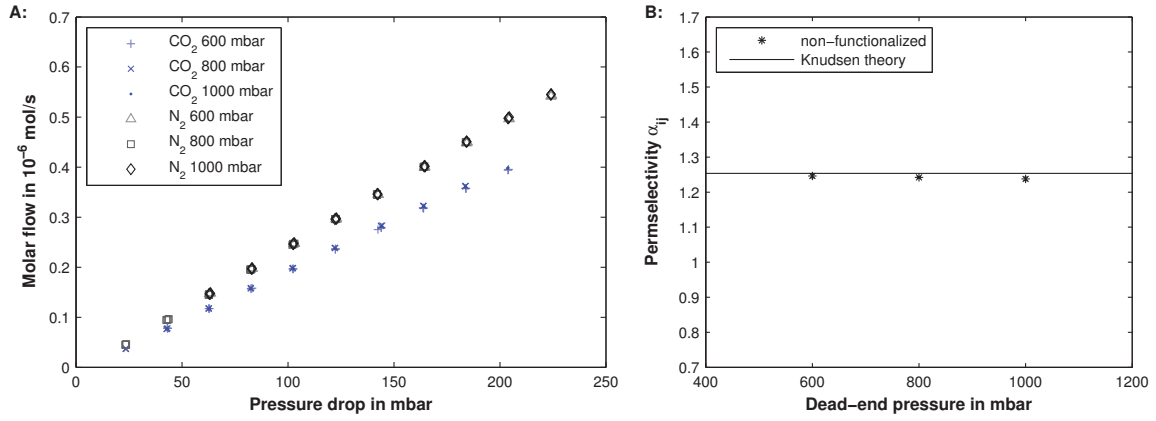 A:
0.7
0.6
0.5
0.4
0.3
0.2
0.1
0
Molar flow in 10⁻⁶ mol/s
CO₂ 600 mbar
CO₂ 800 mbar
CO₂ 1000 mbar
N₂ 600 mbar
N₂ 800 mbar
N₂ 1000 mbar
0 50 100 150 200 250
Pressure drop in mbar
B:
1.7
1.6
1.5
1.4
1.3
1.2
1.1
1
0.9
0.8
0.7
Permselectivity αᵢⱼ
non−functionalized
Knudsen theory
400 600 800 1000 1200
Dead−end pressure in mbar